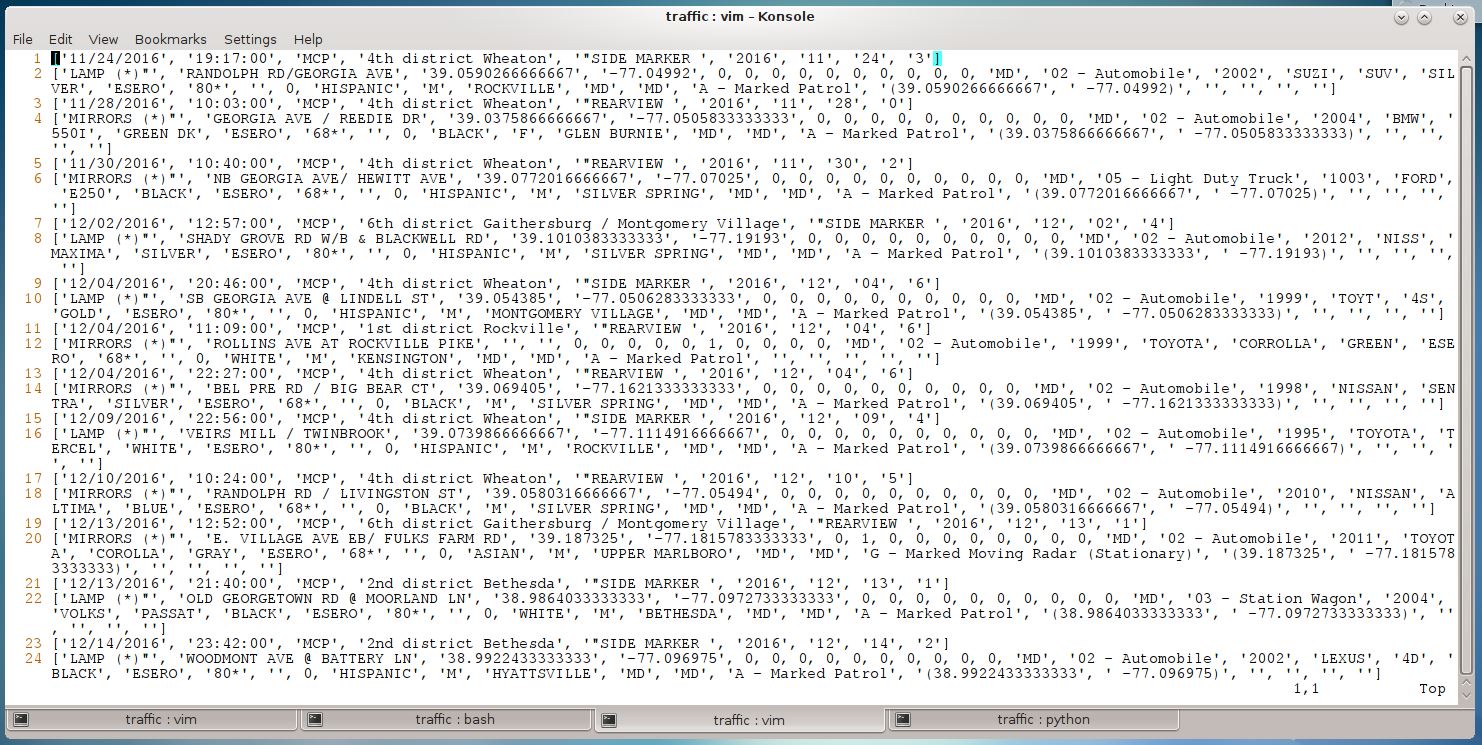 traffic : vim – Konsole
File Edit View Bookmarks Settings Help
1 ['11/24/2016', '19:17:00', 'MCP', '4th district Wheaton', '"SIDE MARKER ', '2016', '11', '24', '3']
2 ['LAMP (*)"', 'RANDOLPH RD/GEORGIA AVE', '39.0590266666667', '-77.04992', 0, 0, 0, 0, 0, 0, 0, 0, 0, 'MD', '02 - Automobile', '2002', 'SUZI', 'SUV', 'SIL
VER', 'ESERO', '80*', '', 0, 'HISPANIC', 'M', 'ROCKVILLE', 'MD', 'MD', 'A - Marked Patrol', '(39.0590266666667', ' -77.04992)', '', '', '', '']
3 ['11/28/2016', '10:03:00', 'MCP', '4th district Wheaton', '"REARVIEW ', '2016', '11', '28', '0']
4 ['MIRRORS (*)"', 'GEORGIA AVE / REEDIE DR', '39.0375866666667', '-77.0505833333333', 0, 0, 0, 0, 0, 0, 0, 0, 0, 'MD', '02 - Automobile', '2004', 'BMW', '
550I', 'GREEN DK', 'ESERO', '68*', '', 0, 'BLACK', 'F', 'GLEN BURNIE', 'MD', 'MD', 'A - Marked Patrol', '(39.0375866666667', ' -77.0505833333333)', '', '',
'', '']
5 ['11/30/2016', '10:40:00', 'MCP', '4th district Wheaton', '"REARVIEW ', '2016', '11', '30', '2']
6 ['MIRRORS (*)"', 'NB GEORGIA AVE/ HEWITT AVE', '39.0772016666667', '-77.07025', 0, 0, 0, 0, 0, 0, 0, 0, 0, 'MD', '05 - Light Duty Truck', '1003', 'FORD',
'E250', 'BLACK', 'ESERO', '68*', '', 0, 'HISPANIC', 'M', 'SILVER SPRING', 'MD', 'MD', 'A - Marked Patrol', '(39.0772016666667', ' -77.07025)', '', '', '',
'']
7 ['12/02/2016', '12:57:00', 'MCP', '6th district Gaithersburg / Montgomery Village', '"SIDE MARKER ', '2016', '12', '02', '4']
8 ['LAMP (*)"', 'SHADY GROVE RD W/B & BLACKWELL RD', '39.1010383333333', '-77.19193', 0, 0, 0, 0, 0, 0, 0, 0, 0, 'MD', '02 - Automobile', '2012', 'NISS', '
MAXIMA', 'SILVER', 'ESERO', '80*', '', 0, 'HISPANIC', 'M', 'SILVER SPRING', 'MD', 'MD', 'A - Marked Patrol', '(39.1010383333333', ' -77.19193)', '', '', '',
'']
9 ['12/04/2016', '20:46:00', 'MCP', '4th district Wheaton', '"SIDE MARKER ', '2016', '12', '04', '6']
10 ['LAMP (*)"', 'SB GEORGIA AVE @ LINDELL ST', '39.054385', '-77.0506283333333', 0, 0, 0, 0, 0, 0, 0, 0, 0, 'MD', '02 - Automobile', '1999', 'TOYT', '4S',
'GOLD', 'ESERO', '80*', '', 0, 'HISPANIC', 'M', 'MONTGOMERY VILLAGE', 'MD', 'MD', 'A - Marked Patrol', '(39.054385', ' -77.0506283333333)', '', '', '', '']
11 ['12/04/2016', '11:09:00', 'MCP', '1st district Rockville', '"REARVIEW ', '2016', '12', '04', '6']
12 ['MIRRORS (*)"', 'ROLLINS AVE AT ROCKVILLE PIKE', '', '', 0, 0, 0, 0, 1, 0, 0, 0, 0, 'MD', '02 - Automobile', '1999', 'TOYOTA', 'CORROLLA', 'GREEN', 'ESE
RO', '68*', '', 0, 'WHITE', 'M', 'KENSINGTON', 'MD', 'MD', 'A - Marked Patrol', '', '', '', '', '']
13 ['12/04/2016', '22:27:00', 'MCP', '4th district Wheaton', '"REARVIEW ', '2016', '12', '04', '6']
14 ['MIRRORS (*)"', 'BEL PRE RD / BIG BEAR CT', '39.069405', '-77.1621333333333', 0, 0, 0, 0, 0, 0, 0, 0, 0, 'MD', '02 - Automobile', '1998', 'NISSAN', 'SEN
TRA', 'SILVER', 'ESERO', '68*', '', 0, 'BLACK', 'M', 'SILVER SPRING', 'MD', 'MD', 'A - Marked Patrol', '(39.069405', ' -77.1621333333333)', '', '', '', '']
15 ['12/09/2016', '22:56:00', 'MCP', '4th district Wheaton', '"SIDE MARKER ', '2016', '12', '09', '4']
16 ['LAMP (*)"', 'VEIRS MILL / TWINBROOK', '39.0739866666667', '-77.1114916666667', 0, 0, 0, 0, 0, 0, 0, 0, 0, 'MD', '02 - Automobile', '1995', 'TOYOTA', 'T
ERCEL', 'WHITE', 'ESERO', '80*', '', 0, 'HISPANIC', 'M', 'ROCKVILLE', 'MD', 'MD', 'A - Marked Patrol', '(39.0739866666667', ' -77.1114916666667)', '', '', '
', '']
17 ['12/10/2016', '10:24:00', 'MCP', '4th district Wheaton', '"REARVIEW ', '2016', '12', '10', '5']
18 ['MIRRORS (*)"', 'RANDOLPH RD / LIVINGSTON ST', '39.0580316666667', '-77.05494', 0, 0, 0, 0, 0, 0, 0, 0, 0, 'MD', '02 - Automobile', '2010', 'NISSAN', 'A
LTIMA', 'BLUE', 'ESERO', '68*', '', 0, 'BLACK', 'M', 'SILVER SPRING', 'MD', 'MD', 'A - Marked Patrol', '(39.0580316666667', ' -77.05494)', '', '', '', '']
19 ['12/13/2016', '12:52:00', 'MCP', '6th district Gaithersburg / Montgomery Village', '"REARVIEW ', '2016', '12', '13', '1']
20 ['MIRRORS (*)"', 'E. VILLAGE AVE EB/ FULKS FARM RD', '39.187325', '-77.1815783333333', 0, 1, 0, 0, 0, 0, 0, 0, 0, 'MD', '02 - Automobile', '2011', 'TOYOT
A', 'COROLLA', 'GRAY', 'ESERO', '68*', '', 0, 'ASIAN', 'M', 'UPPER MARLBORO', 'MD', 'MD', 'G - Marked Moving Radar (Stationary)', '(39.187325', ' -77.181578
3333333)', '', '', '', '']
21 ['12/13/2016', '21:40:00', 'MCP', '2nd district Bethesda', '"SIDE MARKER ', '2016', '12', '13', '1']
22 ['LAMP (*)"', 'OLD GEORGETOWN RD @ MOORLAND LN', '38.9864033333333', '-77.0972733333333', 0, 0, 0, 0, 0, 0, 0, 0, 0, 'MD', '03 - Station Wagon', '2004',
'VOLKS', 'PASSAT', 'BLACK', 'ESERO', '80*', '', 0, 'WHITE', 'M', 'BETHESDA', 'MD', 'MD', 'A - Marked Patrol', '(38.9864033333333', ' -77.0972733333333)', ''
, '', '', '']
23 ['12/14/2016', '23:42:00', 'MCP', '2nd district Bethesda', '"SIDE MARKER ', '2016', '12', '14', '2']
24 ['LAMP (*)"', 'WOODMONT AVE @ BATTERY LN', '38.9922433333333', '-77.096975', 0, 0, 0, 0, 0, 0, 0, 0, 0, 'MD', '02 - Automobile', '2002', 'LEXUS', '4D', '
BLACK', 'ESERO', '80*', '', 0, 'HISPANIC', 'M', 'HYATTSVILLE', 'MD', 'MD', 'A - Marked Patrol', '(38.9922433333333', ' -77.096975)', '', '', '', '']
1,1 Top
traffic : vim traffic : bash traffic : vim traffic : python